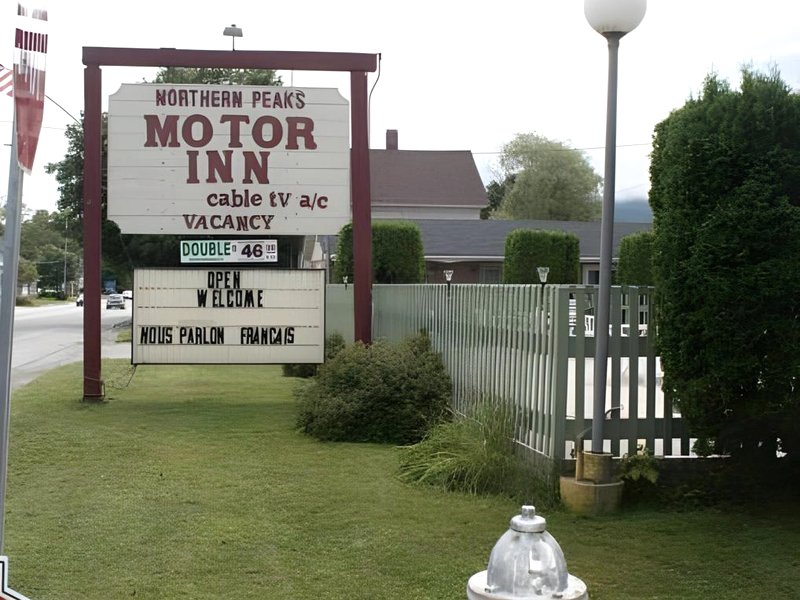 NORTHERN PEAKS
MOTOR
INN
cable tv a/c
VACANCY
DOUBLE 46
OPEN
WELCOME
NOUS PARLON FRANCAIS